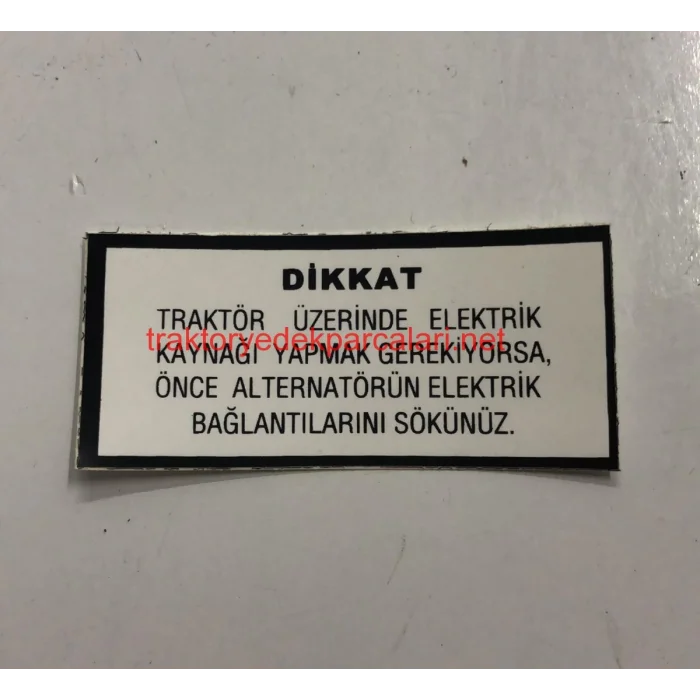 DİKKAT
TRAKTÖR ÜZERİNDE ELEKTRİK
traktoryedekparcalari.net
KAYNAĞI YAPMAK GEREKİYORSA,
ÖNCE ALTERNATÖRÜN ELEKTRİK
BAĞLANTILARINI SÖKÜNÜZ.